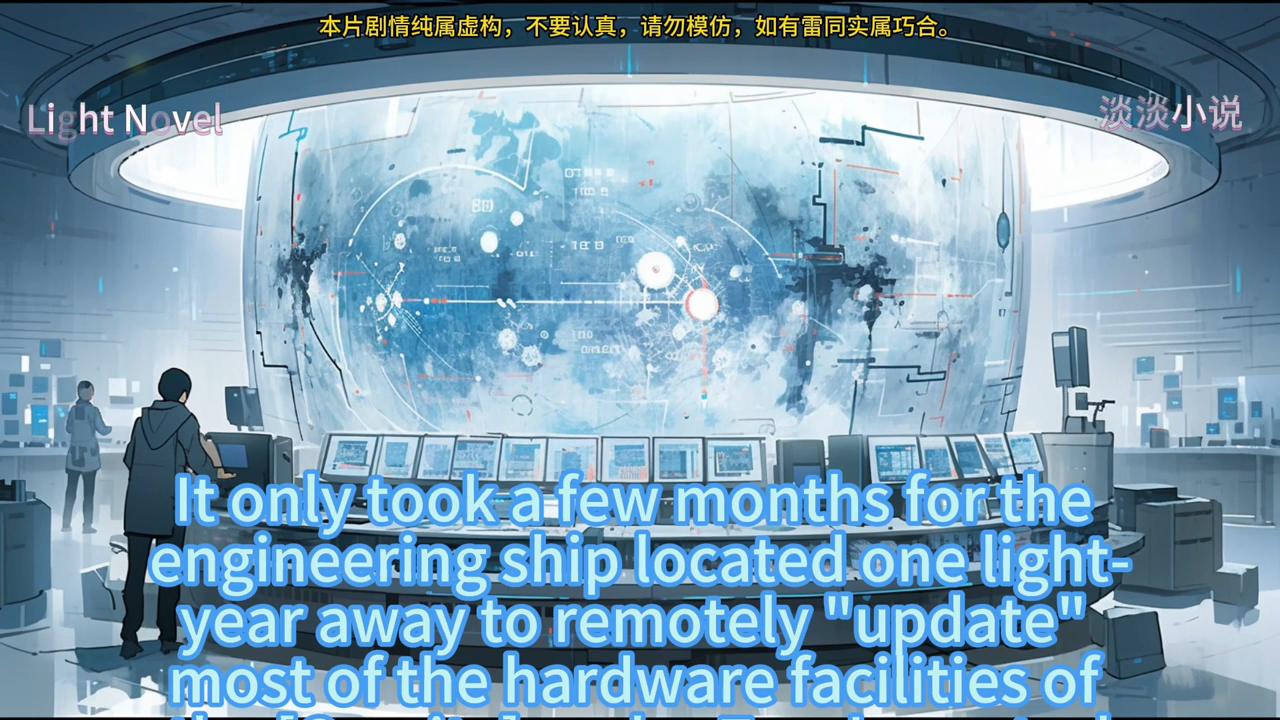 本片剧情纯属虚构，不要认真，请勿模仿，如有雷同实属巧合。
Light Novel
淡淡小说
It only took a few months for the
engineering ship located one light-
year away to remotely "update"
most of the hardware facilities of